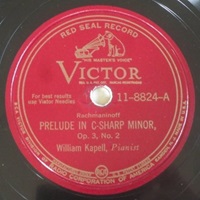 RED SEAL RECORD
"HIS MASTER'S VOICE"
VICTOR
For best results
use Victor Needles
11-8824-A
Rachmaninoff
PRELUDE IN C-SHARP MINOR,
Op. 3, No. 2
William Kapell, Pianist